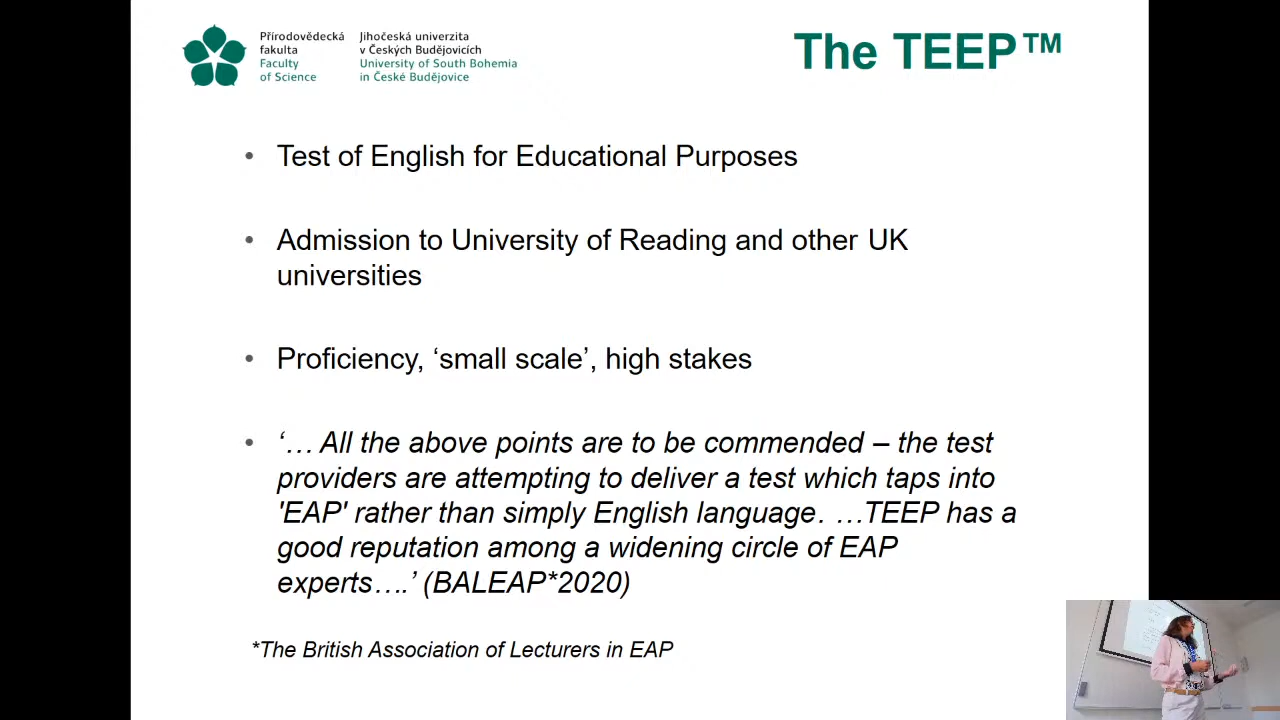 Přírodovědecká
fakulta
Faculty
of Science
Jihočeská univerzita
v Českých Budějovicích
University of South Bohemia
in České Budějovice
The TEEP™
• Test of English for Educational Purposes
• Admission to University of Reading and other UK
universities
• Proficiency, ‘small scale’, high stakes
• ‘… All the above points are to be commended – the test
providers are attempting to deliver a test which taps into
'EAP' rather than simply English language. …TEEP has a
good reputation among a widening circle of EAP
experts….’ (BALEAP*2020)
*The British Association of Lecturers in EAP